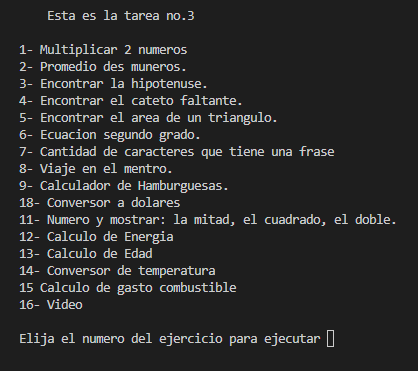 Esta es la tarea no.3
1- Multiplicar 2 numeros
2- Promedio des muneros.
3- Encontrar la hipotenuse.
4- Encontrar el cateto faltante.
5- Encontrar el area de un triangulo.
6- Ecuacion segundo grado.
7- Cantidad de caracteres que tiene una frase
8- Viaje en el mentro.
9- Calculador de Hamburguesas.
18- Conversor a dolares
11- Numero y mostrar: la mitad, el cuadrado, el doble.
12- Calculo de Energia
13- Calculo de Edad
14- Conversor de temperatura
15 Calculo de gasto combustible
16- Video
Elija el numero del ejercicio para ejecutar